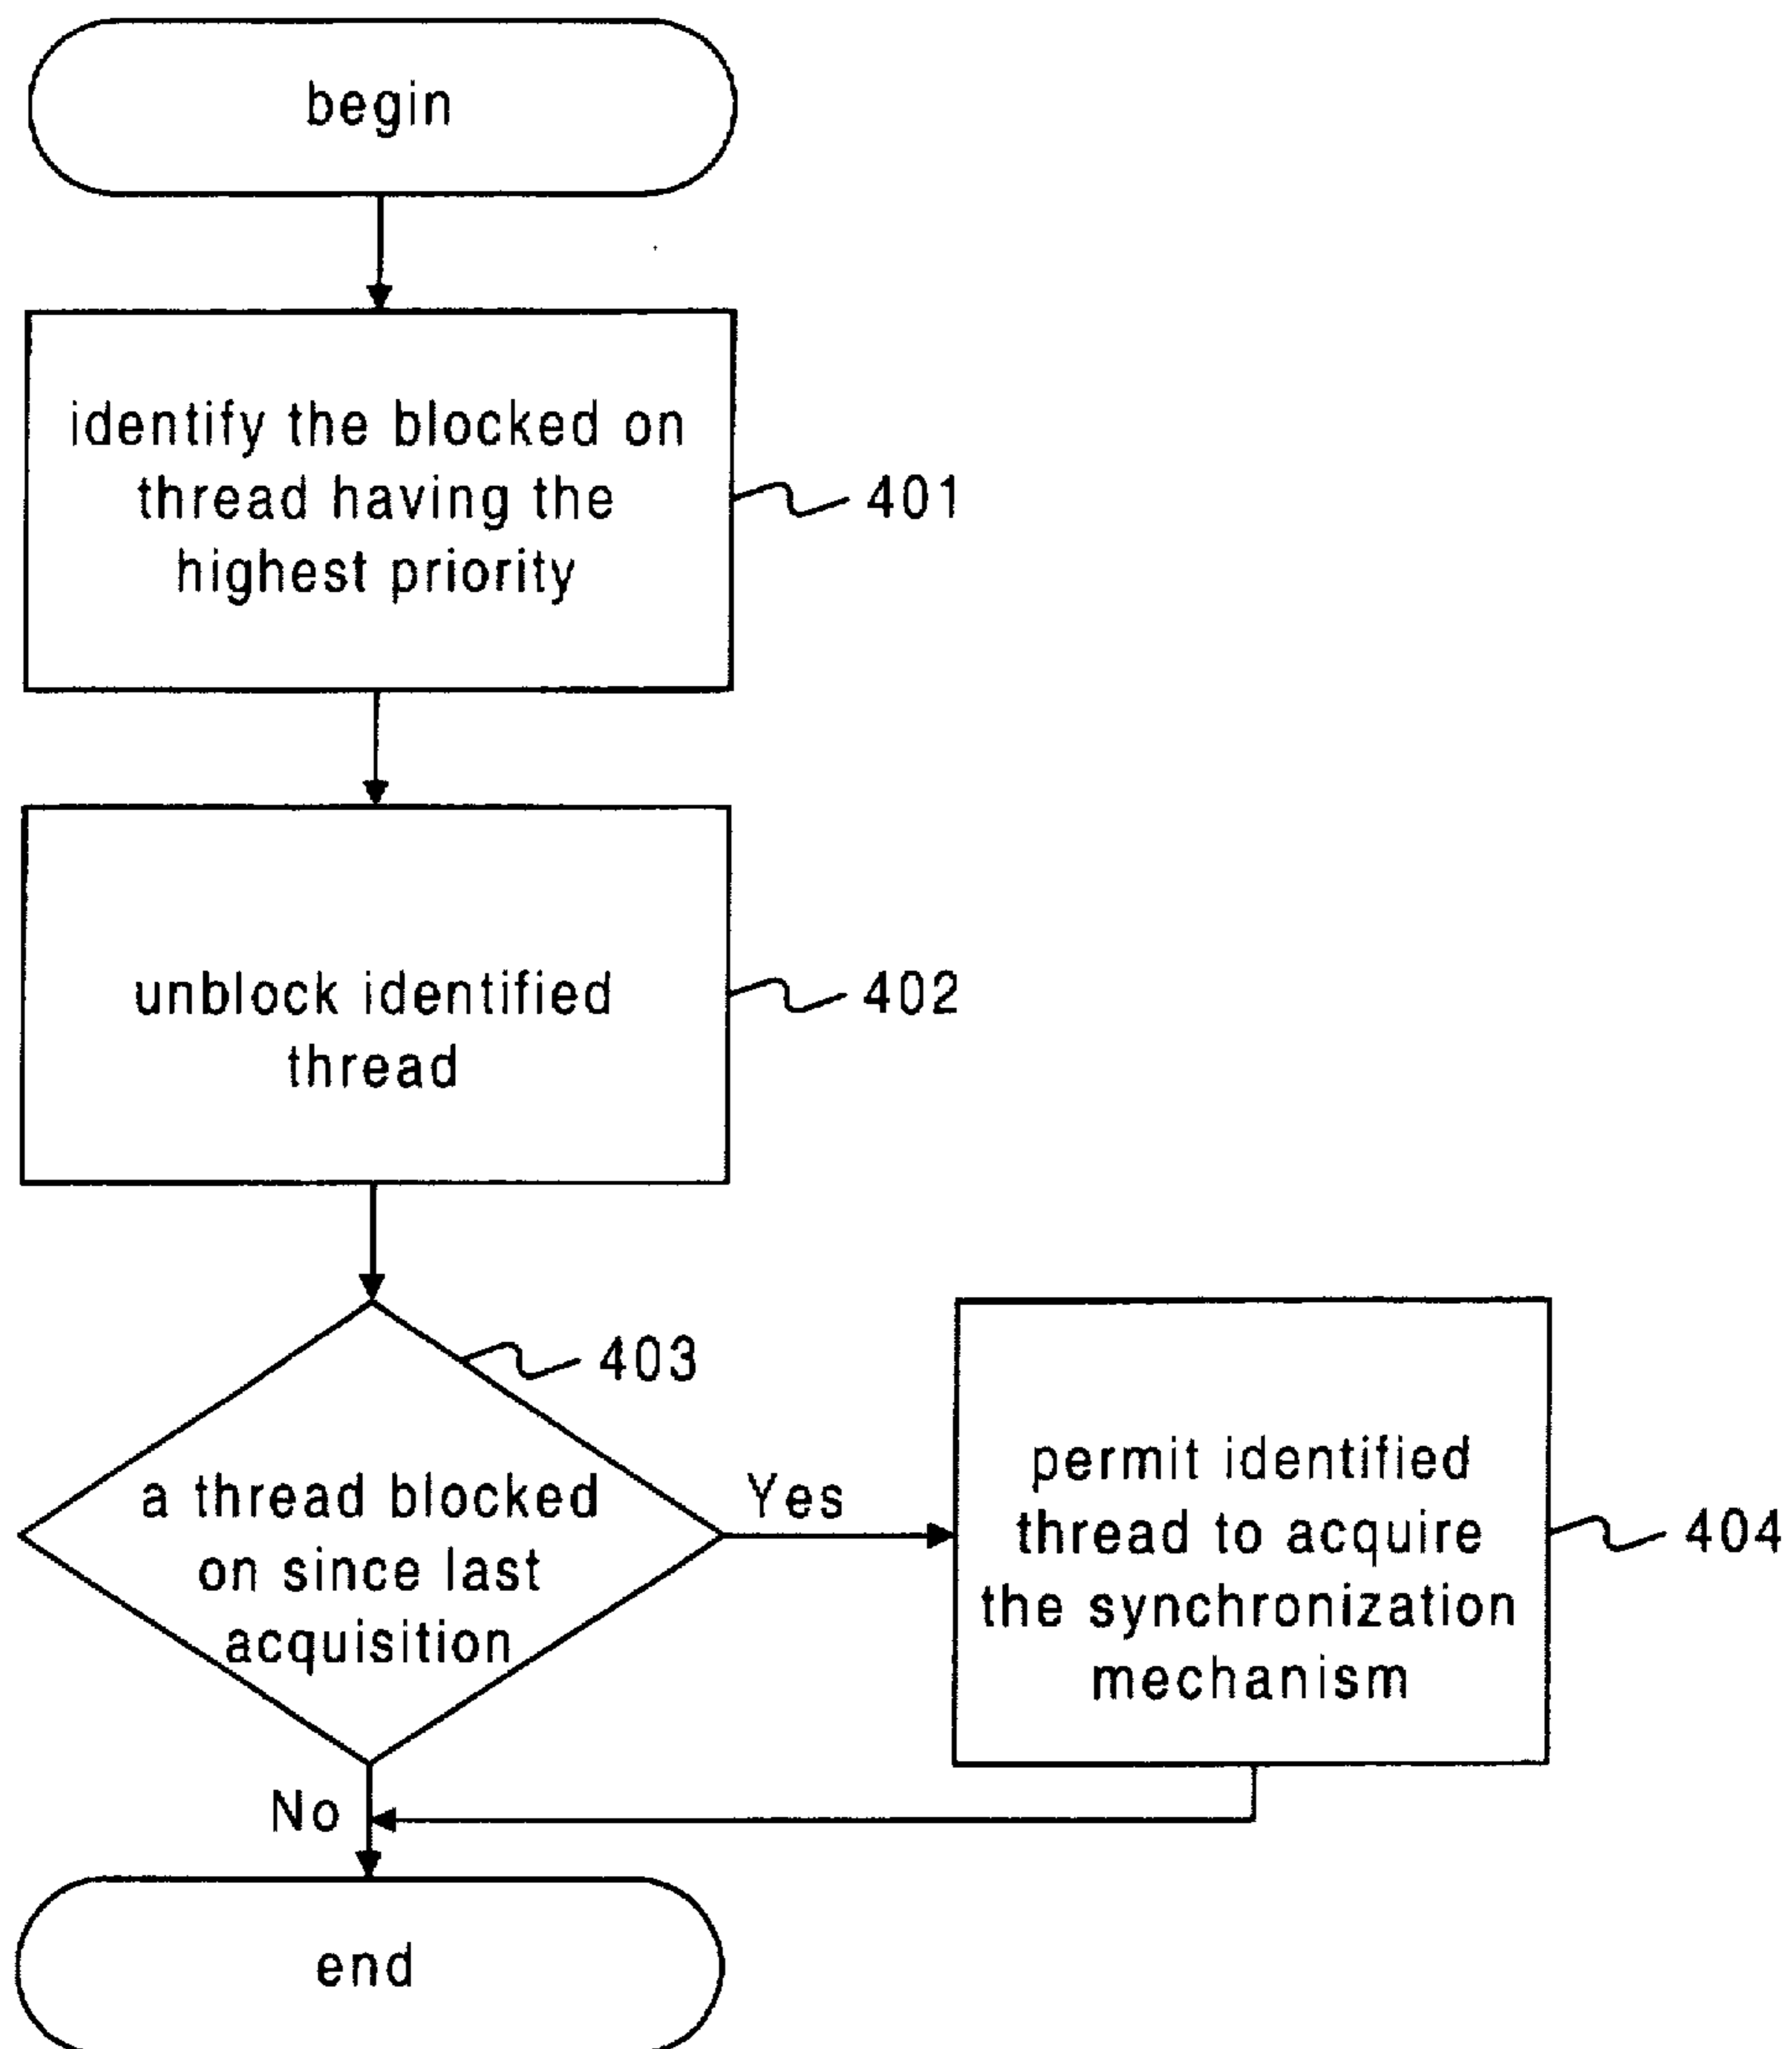 begin
identify the blocked on
thread having the
highest priority
401
unblock identified
thread
402
403
a thread blocked
on since last
acquisition
Yes
permit identified
thread to acquire
the synchronization
mechanism
404
No
end